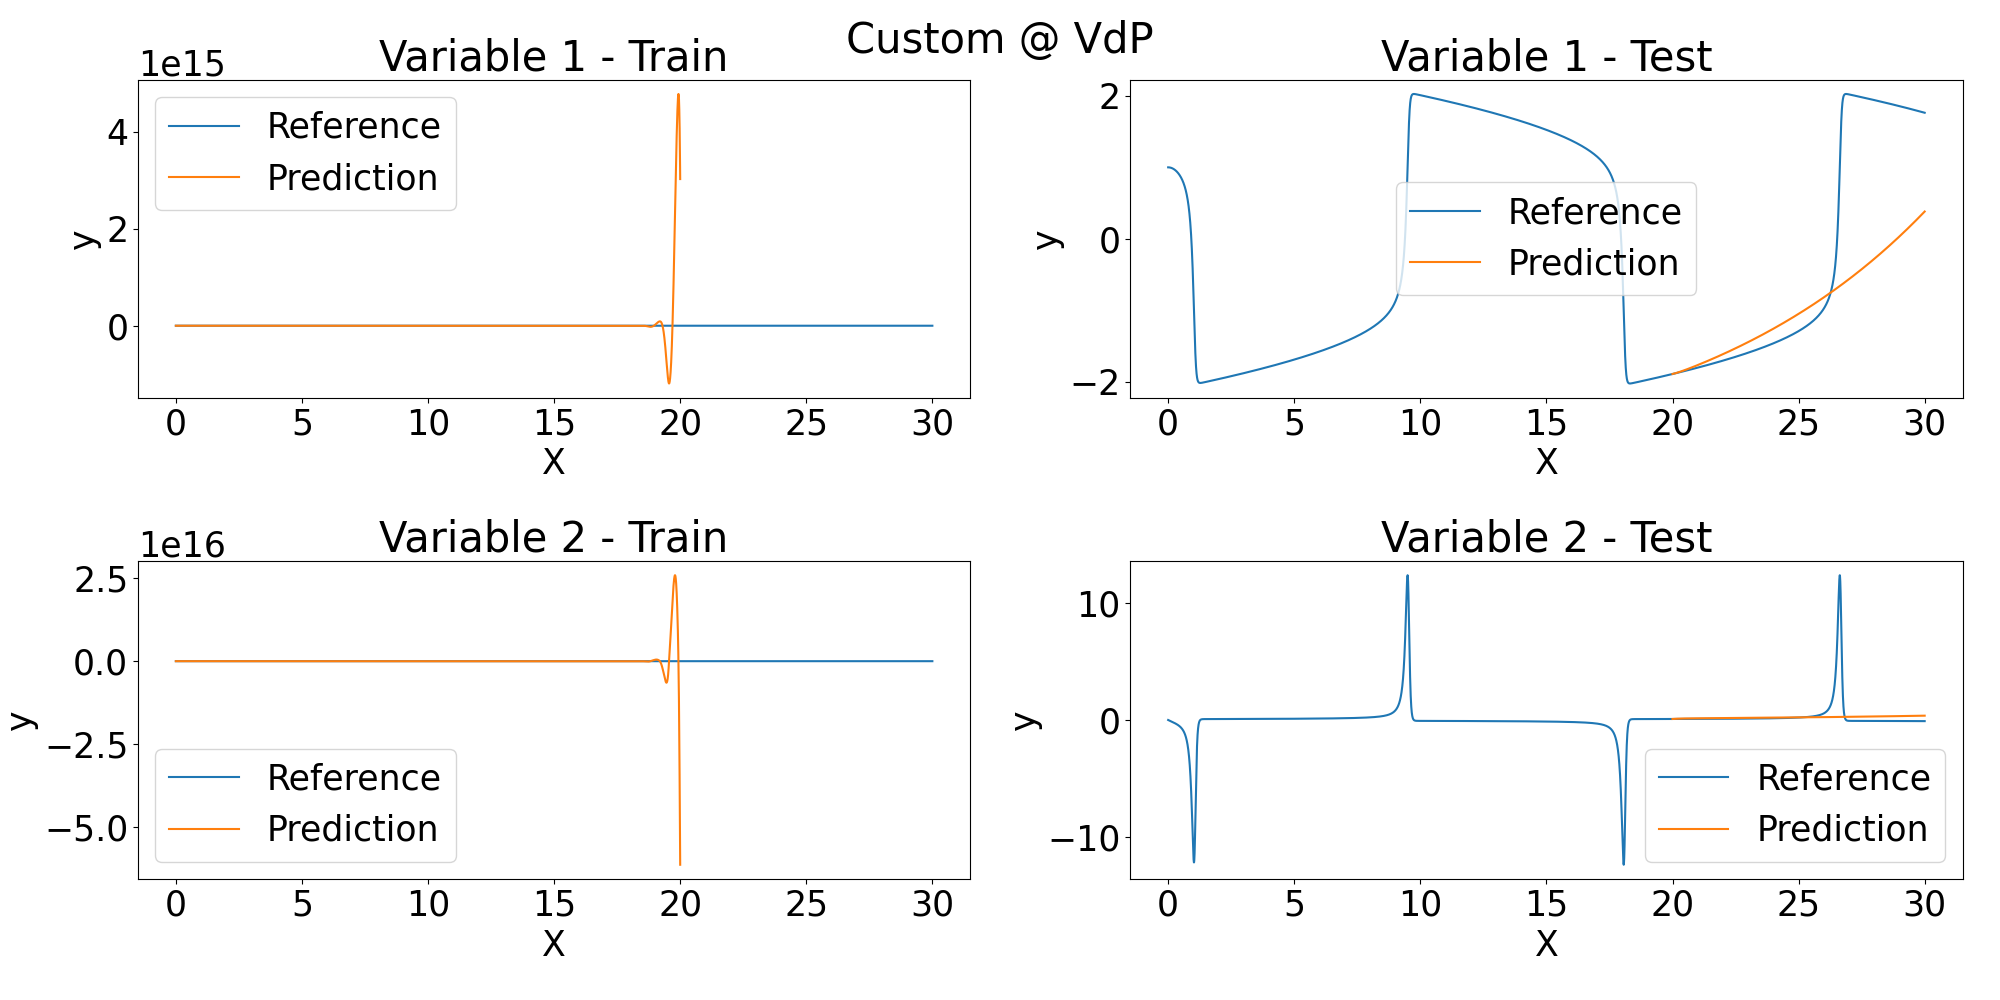 Custom @ VdP
Variable 1 - Train
1e15
4
2
0
y
Reference
Prediction
0 5 10 15 20 25 30
X
Variable 1 - Test
2
0
−2
y
Reference
Prediction
0 5 10 15 20 25 30
X
Variable 2 - Train
1e16
2.5
0.0
−2.5
−5.0
y
Reference
Prediction
0 5 10 15 20 25 30
X
Variable 2 - Test
10
0
−10
y
Reference
Prediction
0 5 10 15 20 25 30
X